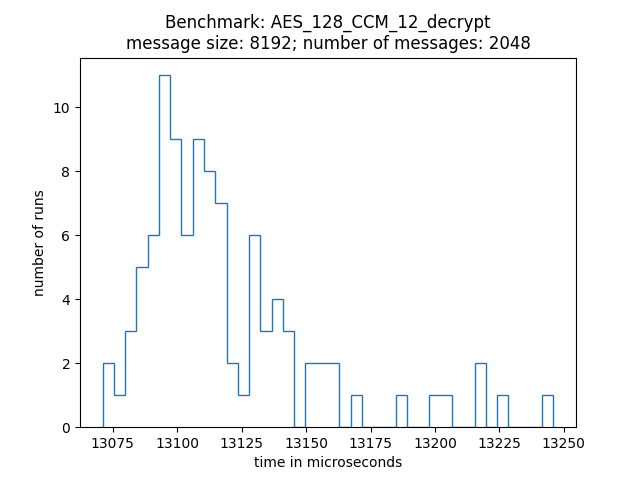 Benchmark: AES_128_CCM_12_decrypt
message size: 8192; number of messages: 2048
10
8
6
4
2
0
number of runs
13075 13100 13125 13150 13175 13200 13225 13250
time in microseconds